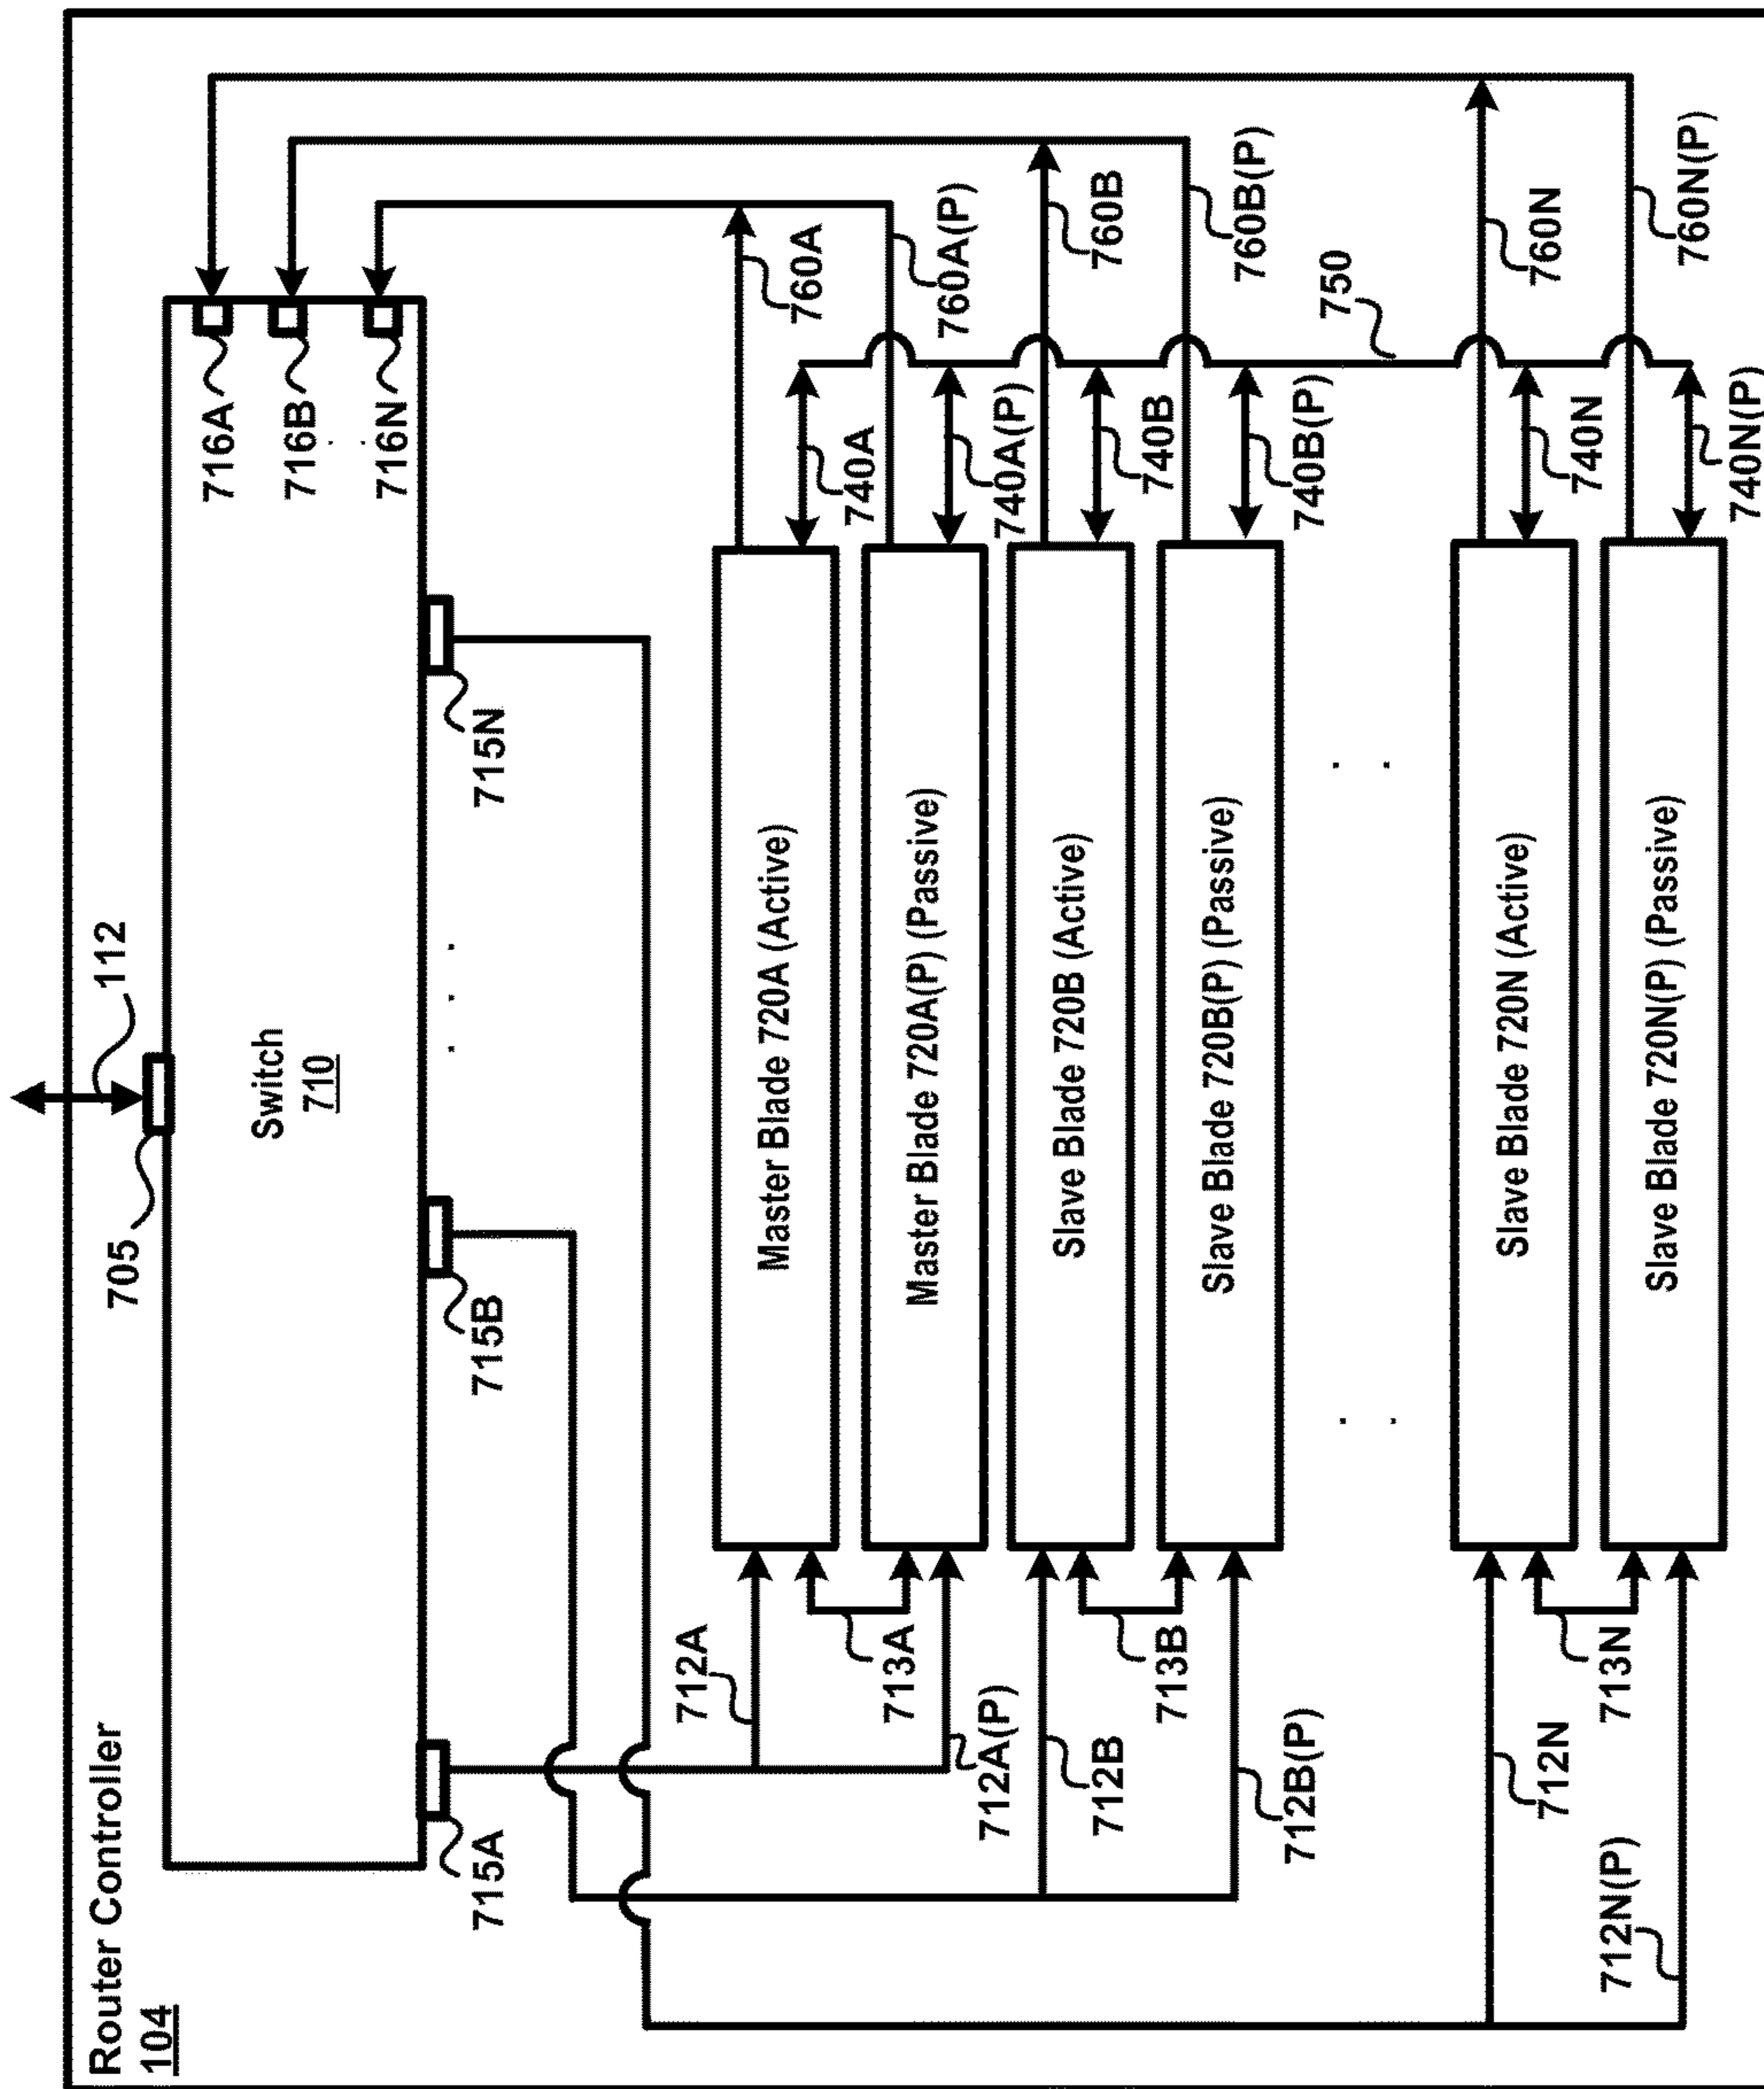 Router Controller
104
112
705
Switch
710
716A
716B
716N
715A
715B
715N
712A
713A
712A(P)
712B
713B
712B(P)
712N
713N
712N(P)
Master Blade 720A (Active)
Master Blade 720A(P) (Passive)
Slave Blade 720B (Active)
Slave Blade 720B(P) (Passive)
Slave Blade 720N (Active)
Slave Blade 720N(P) (Passive)
740A
740A(P)
740B
740B(P)
740N
740N(P)
750
760A
760A(P)
760B
760B(P)
760N
760N(P)